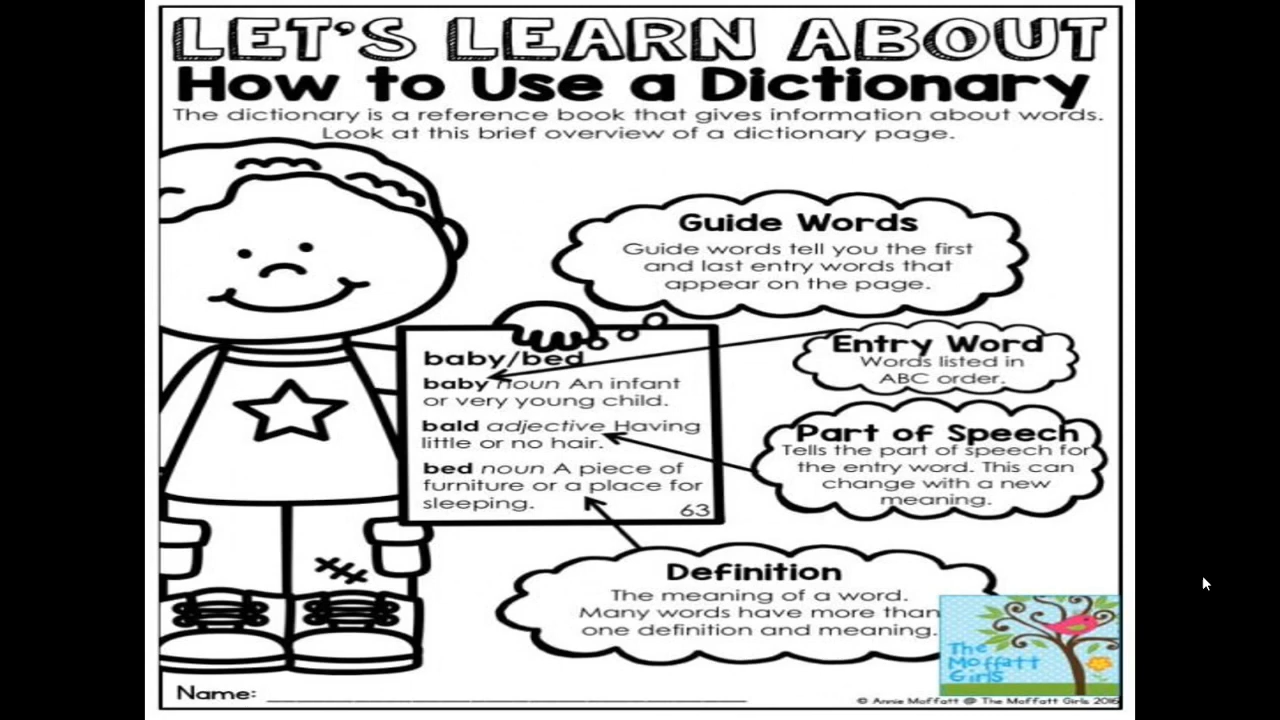 LET'S LEARN ABOUT
How to Use a Dictionary
The dictionary is a reference book that gives information about words.
Look at this brief overview of a dictionary page.
Guide Words
Guide words tell you the first
and last entry words that
appear on the page.
baby/bed
baby noun An infant
or very young child.
bald adjective Having
little or no hair.
bed noun A piece of
furniture or a place for
sleeping.
63
Entry Word
Words listed in
ABC order.
Part of Speech
Tells the part of speech for
the entry word. This can
change with a new
meaning.
Definition
The meaning of a word.
Many words have more than
one definition and meaning.
The
Moffatt
Girls
Name:
© Annie Moffatt @ The Moffatt Girls 2016